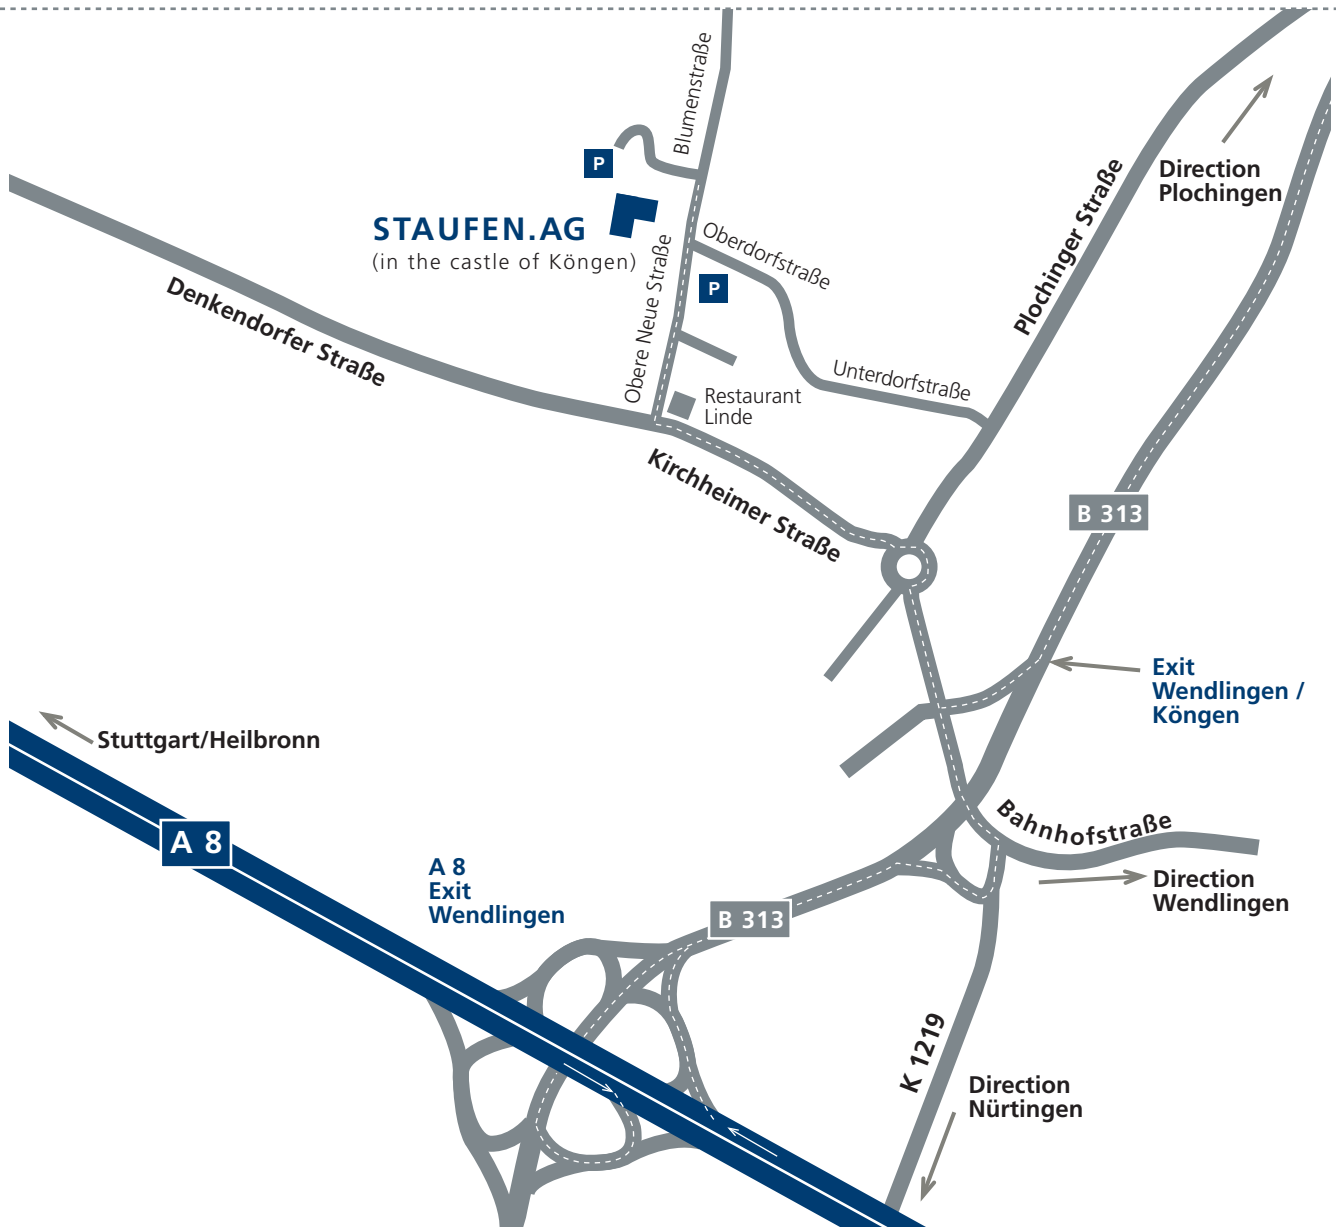 Blumenstraße
P
Direction
Plochingen
STAUFEN.AG
(in the castle of Köngen)
Oberdorfstraße
Plochinger Straße
P
Obere Neue Straße
Denkendorfer Straße
Unterdorfstraße
Restaurant
Linde
Kirchheimer Straße
B 313
Exit
Wendlingen /
Köngen
Stuttgart/Heilbronn
A 8
Bahnhofstraße
A 8
Exit
Wendlingen
Direction
Wendlingen
B 313
K 1219
Direction
Nürtingen